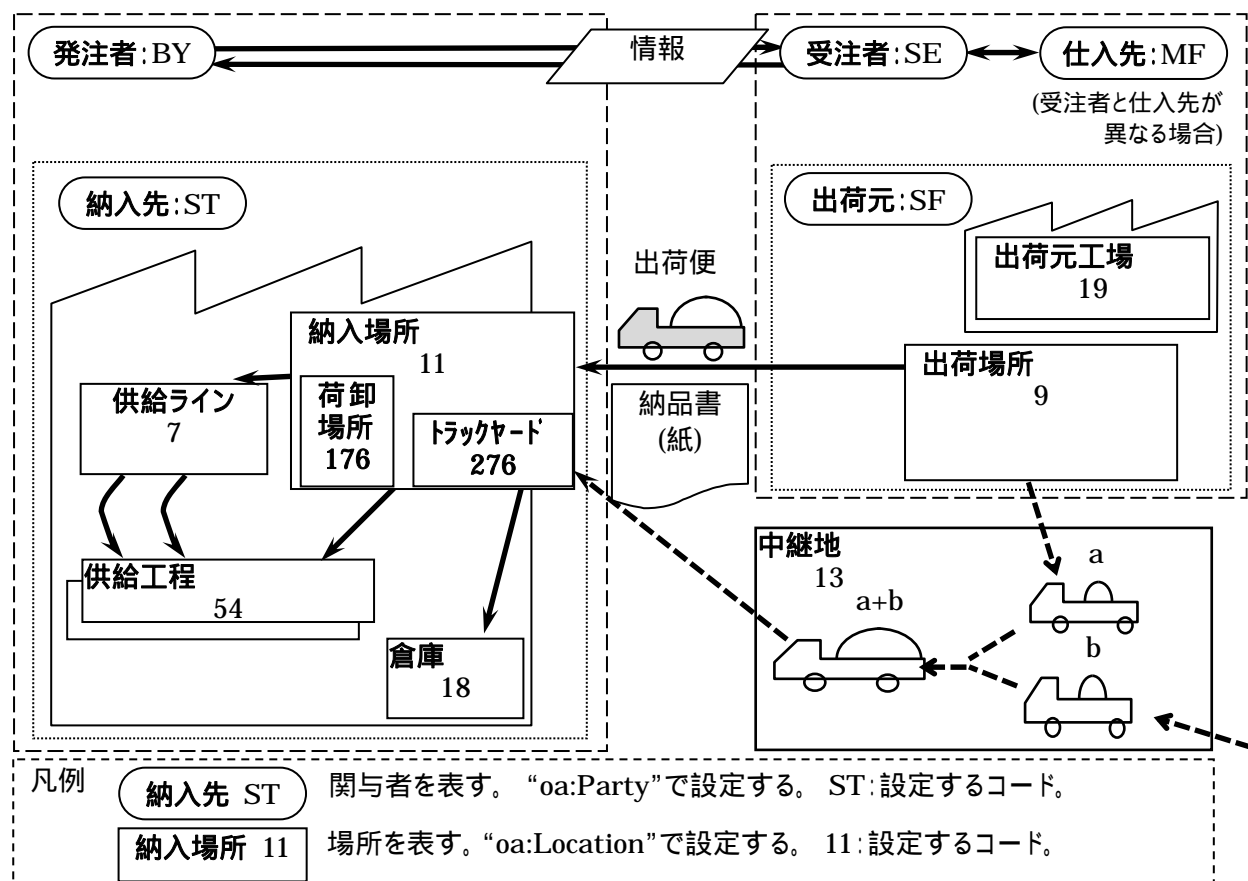 発注者:BY
情報
受注者:SE
仕入先:MF
(受注者と仕入先が
異なる場合)
納入先:ST
出荷元:SF
出荷元工場
19
出荷便
納入場所
11
出荷場所
9
供給ライン
7
荷卸
場所
176
トラックヤード
276
納品書
(紙)
中継地
13
a
a+b
b
供給工程
54
倉庫
18
凡例
納入先 ST
関与者を表す。 “oa:Party”で設定する。 ST:設定するコード。
納入場所 11
場所を表す。“oa:Location”で設定する。 11:設定するコード。